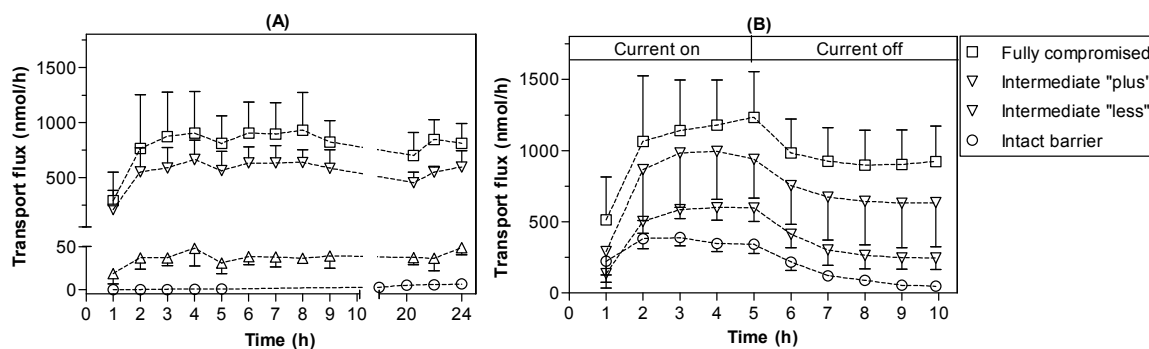 (A)
Transport flux (nmol/h)
1500
1000
500
50
0
0 1 2 3 4 5 6 7 8 9 10 20 24
Time (h)
(B)
Current on Current off
Transport flux (nmol/h)
1500
1000
500
0
0 1 2 3 4 5 6 7 8 9 10
Time (h)
Fully compromised
Intermediate "plus"
Intermediate "less"
Intact barrier